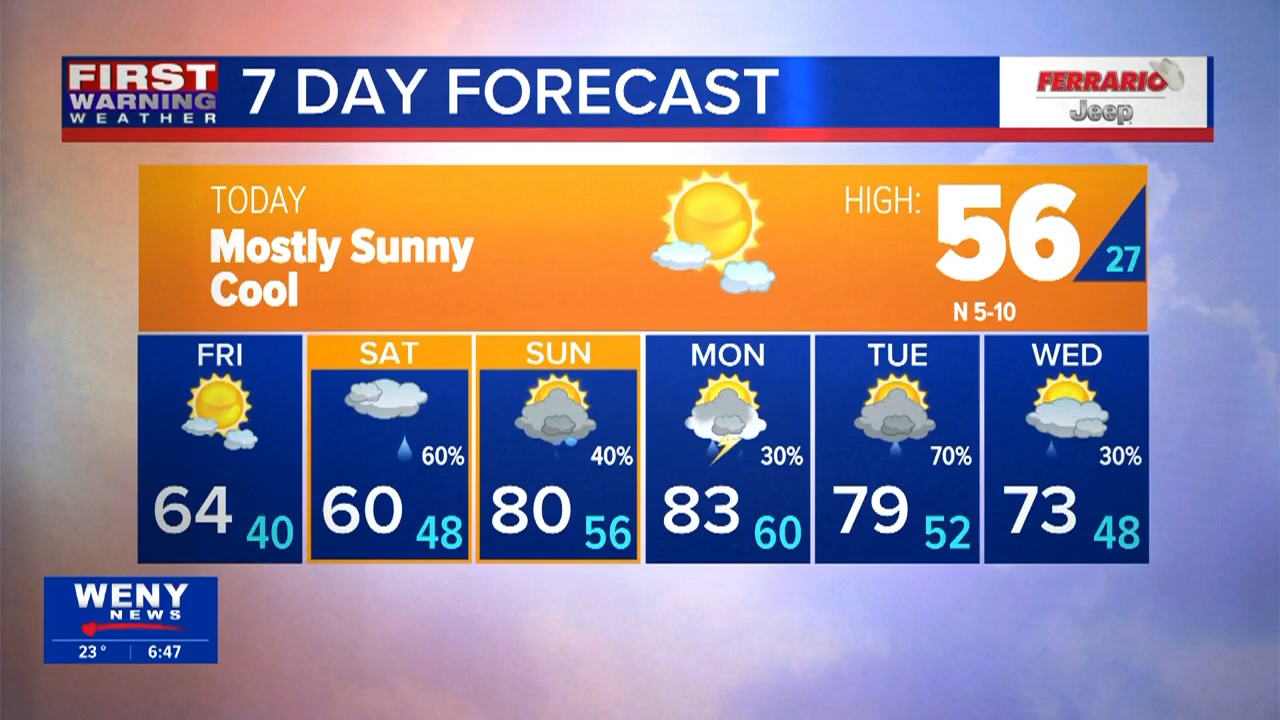 FIRST
WARNING
WEATHER
7 DAY FORECAST
FERRARIO
Jeep
TODAY
Mostly Sunny
Cool
HIGH:
56
27
N 5-10
FRI
64 40
SAT
60%
60 48
SUN
40%
80 56
MON
30%
83 60
TUE
70%
79 52
WED
30%
73 48
WENY
NEWS
23° | 6:47